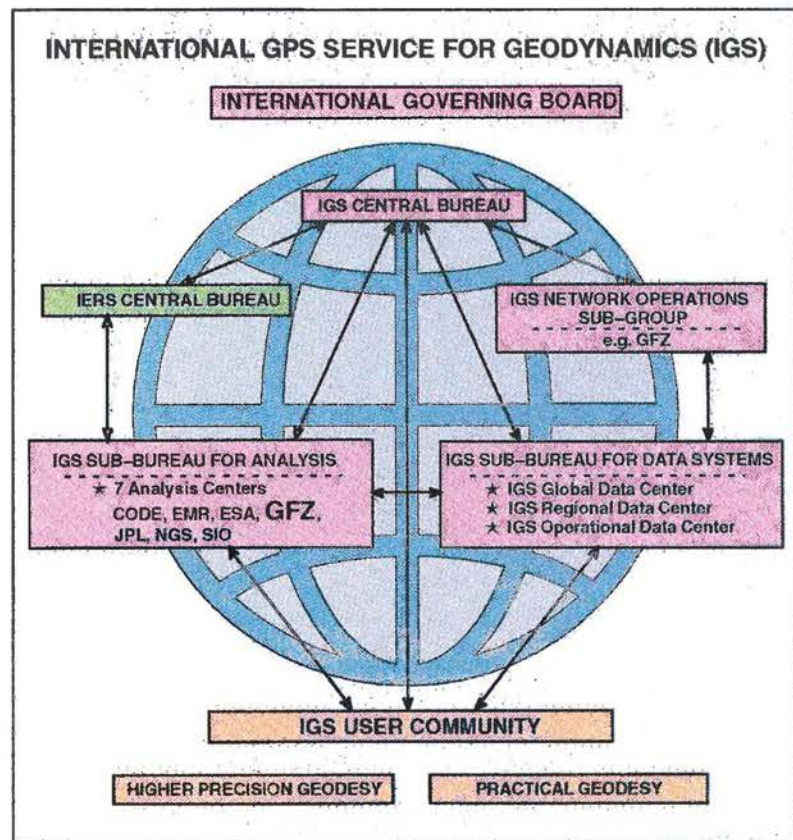 INTERNATIONAL GPS SERVICE FOR GEODYNAMICS (IGS)
INTERNATIONAL GOVERNING BOARD
IGS CENTRAL BUREAU
IERS CENTRAL BUREAU
IGS NETWORK OPERATIONS
SUB-GROUP
e.g. GFZ
IGS SUB-BUREAU FOR ANALYSIS
★ 7 Analysis Centers
CODE, EMR, ESA, GFZ,
JPL, NGS, SIO
IGS SUB-BUREAU FOR DATA SYSTEMS
★ IGS Global Data Center
★ IGS Regional Data Center
★ IGS Operational Data Center
IGS USER COMMUNITY
HIGHER PRECISION GEODESY
PRACTICAL GEODESY